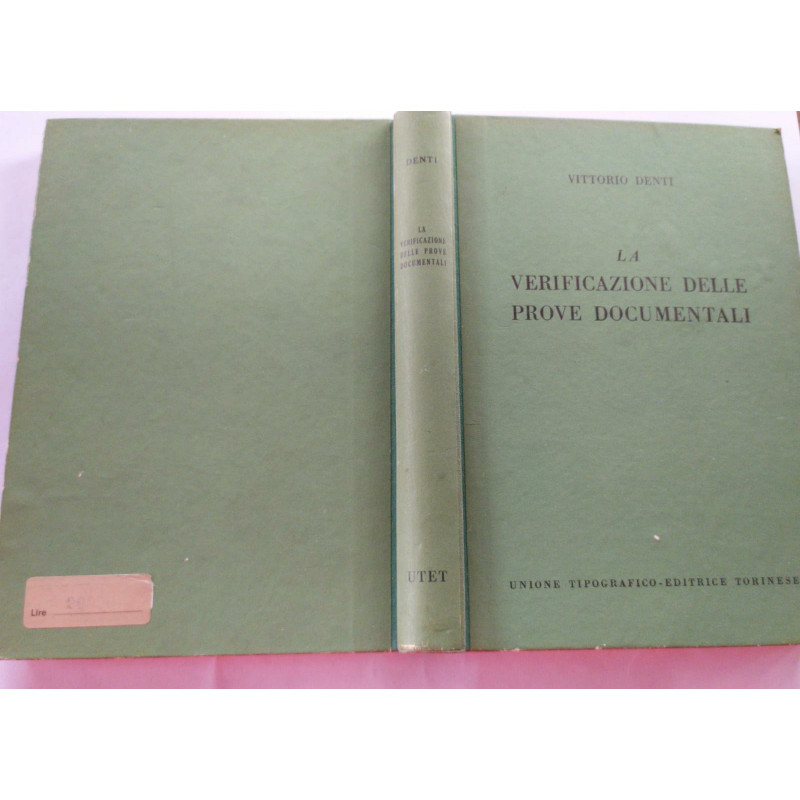 VITTORIO DENTI
LA
VERIFICAZIONE DELLE
PROVE DOCUMENTALI
UNIONE TIPOGRAFICO-EDITRICE TORINESE
DENTI
LA
VERIFICAZIONE
DELLE PROVE
DOCUMENTALI
UTET
Lire